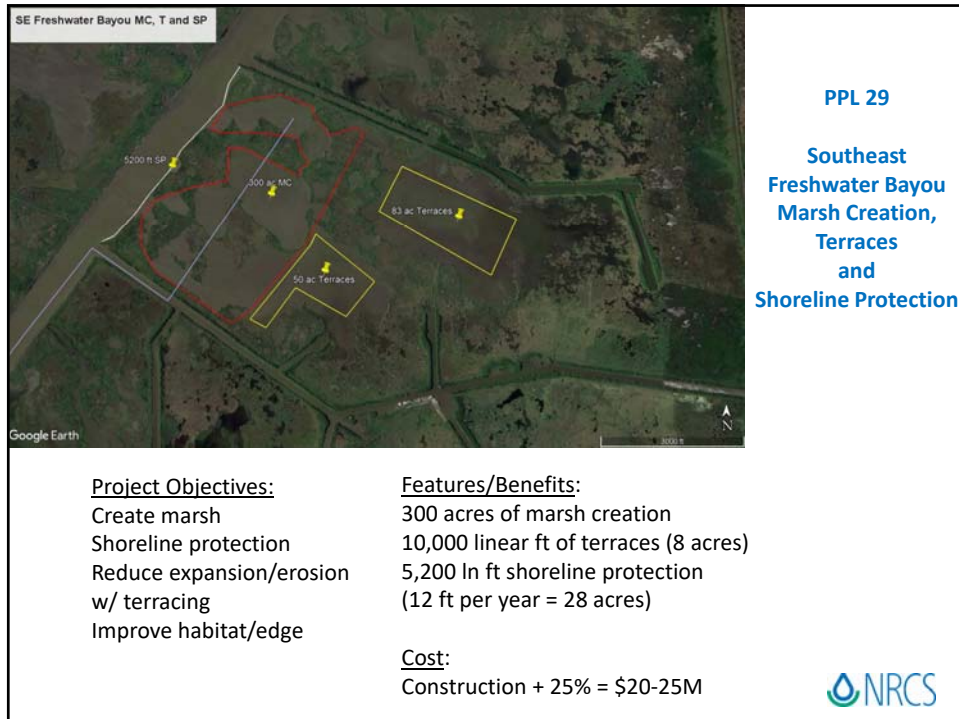 SE Freshwater Bayou MC, T and SP
5200 ft SP
300 ac MC
83 ac Terraces
50 ac Terraces
Google Earth
N
3000 ft
PPL 29
Southeast
Freshwater Bayou
Marsh Creation,
Terraces
and
Shoreline Protection
Project Objectives:
Create marsh
Shoreline protection
Reduce expansion/erosion
w/ terracing
Improve habitat/edge
Features/Benefits:
300 acres of marsh creation
10,000 linear ft of terraces (8 acres)
5,200 ln ft shoreline protection
(12 ft per year = 28 acres)
Cost:
Construction + 25% = $20-25M
NRCS